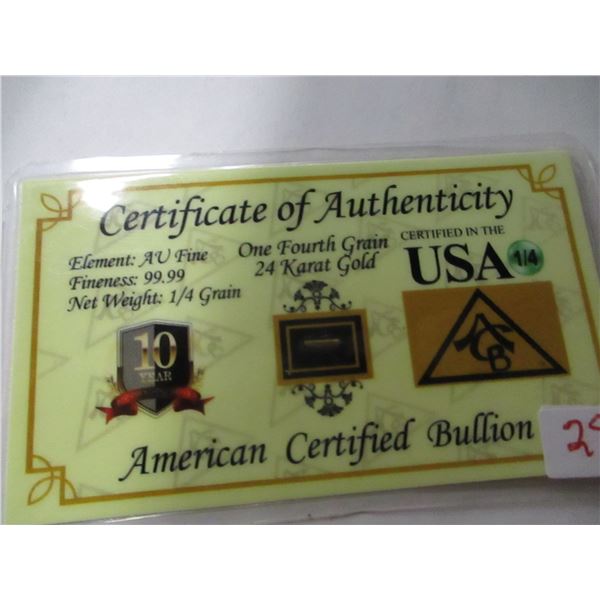 Certificate of Authenticity
Element: AU Fine
Fineness: 99.99
Net Weight: 1/4 Grain
One Fourth Grain
24 Karat Gold
CERTIFIED IN THE
USA
1/4
10
YEAR
ACB
American Certified Bullion